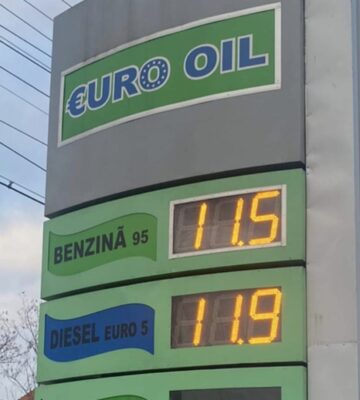 €URO OIL
BENZINĂ 95 11.5
DIESEL EURO 5 11.9